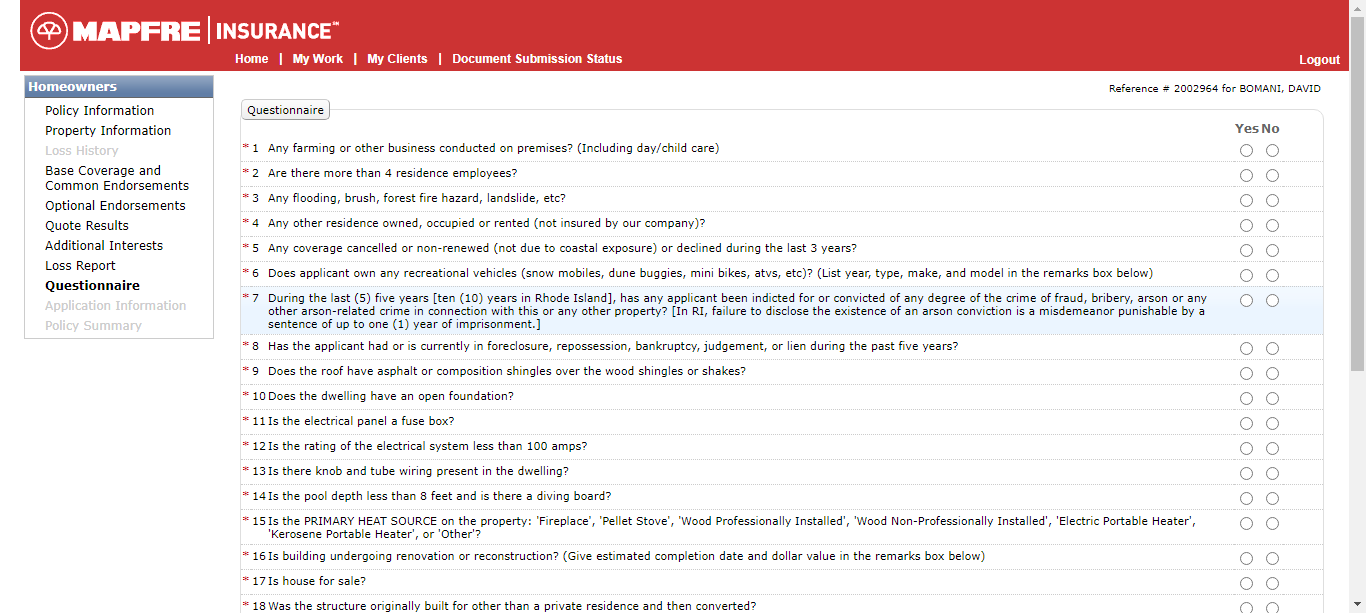 MAPFRE | INSURANCE℠
Home | My Work | My Clients | Document Submission Status
Logout
Reference # 2002964 for BOMANI, DAVID
Homeowners
Policy Information
Property Information
Loss History
Base Coverage and
Common Endorsements
Optional Endorsements
Quote Results
Additional Interests
Loss Report
Questionnaire
Application Information
Policy Summary
Questionnaire
Yes No
* 1 Any farming or other business conducted on premises? (Including day/child care)
* 2 Are there more than 4 residence employees?
* 3 Any flooding, brush, forest fire hazard, landslide, etc?
* 4 Any other residence owned, occupied or rented (not insured by our company)?
* 5 Any coverage cancelled or non-renewed (not due to coastal exposure) or declined during the last 3 years?
* 6 Does applicant own any recreational vehicles (snow mobiles, dune buggies, mini bikes, atvs, etc)? (List year, type, make, and model in the remarks box below)
* 7 During the last (5) five years [ten (10) years in Rhode Island], has any applicant been indicted for or convicted of any degree of the crime of fraud, bribery, arson or any
other arson-related crime in connection with this or any other property? [In RI, failure to disclose the existence of an arson conviction is a misdemeanor punishable by a
sentence of up to one (1) year of imprisonment.]
* 8 Has the applicant had or is currently in foreclosure, repossession, bankruptcy, judgement, or lien during the past five years?
* 9 Does the roof have asphalt or composition shingles over the wood shingles or shakes?
* 10 Does the dwelling have an open foundation?
* 11 Is the electrical panel a fuse box?
* 12 Is the rating of the electrical system less than 100 amps?
* 13 Is there knob and tube wiring present in the dwelling?
* 14 Is the pool depth less than 8 feet and is there a diving board?
* 15 Is the PRIMARY HEAT SOURCE on the property: 'Fireplace', 'Pellet Stove', 'Wood Professionally Installed', 'Wood Non-Professionally Installed', 'Electric Portable Heater',
'Kerosene Portable Heater', or 'Other'?
* 16 Is building undergoing renovation or reconstruction? (Give estimated completion date and dollar value in the remarks box below)
* 17 Is house for sale?
* 18 Was the structure originally built for other than a private residence and then converted?